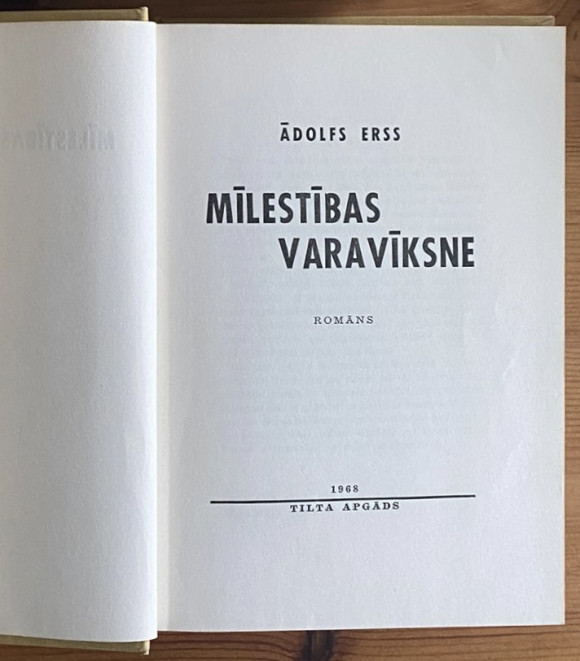 ĀDOLFS ERSS
MĪLESTĪBAS
VARAVĪKSNE
ROMĀNS
1968
TILTA APGĀDS